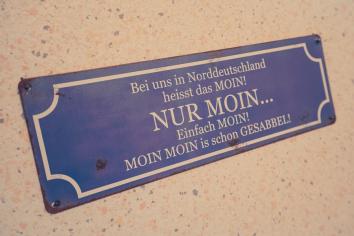 Bei uns in Norddeutschland
heisst das MOIN!
NUR MOIN...
Einfach MOIN!
MOIN MOIN is schon GESABBEL!